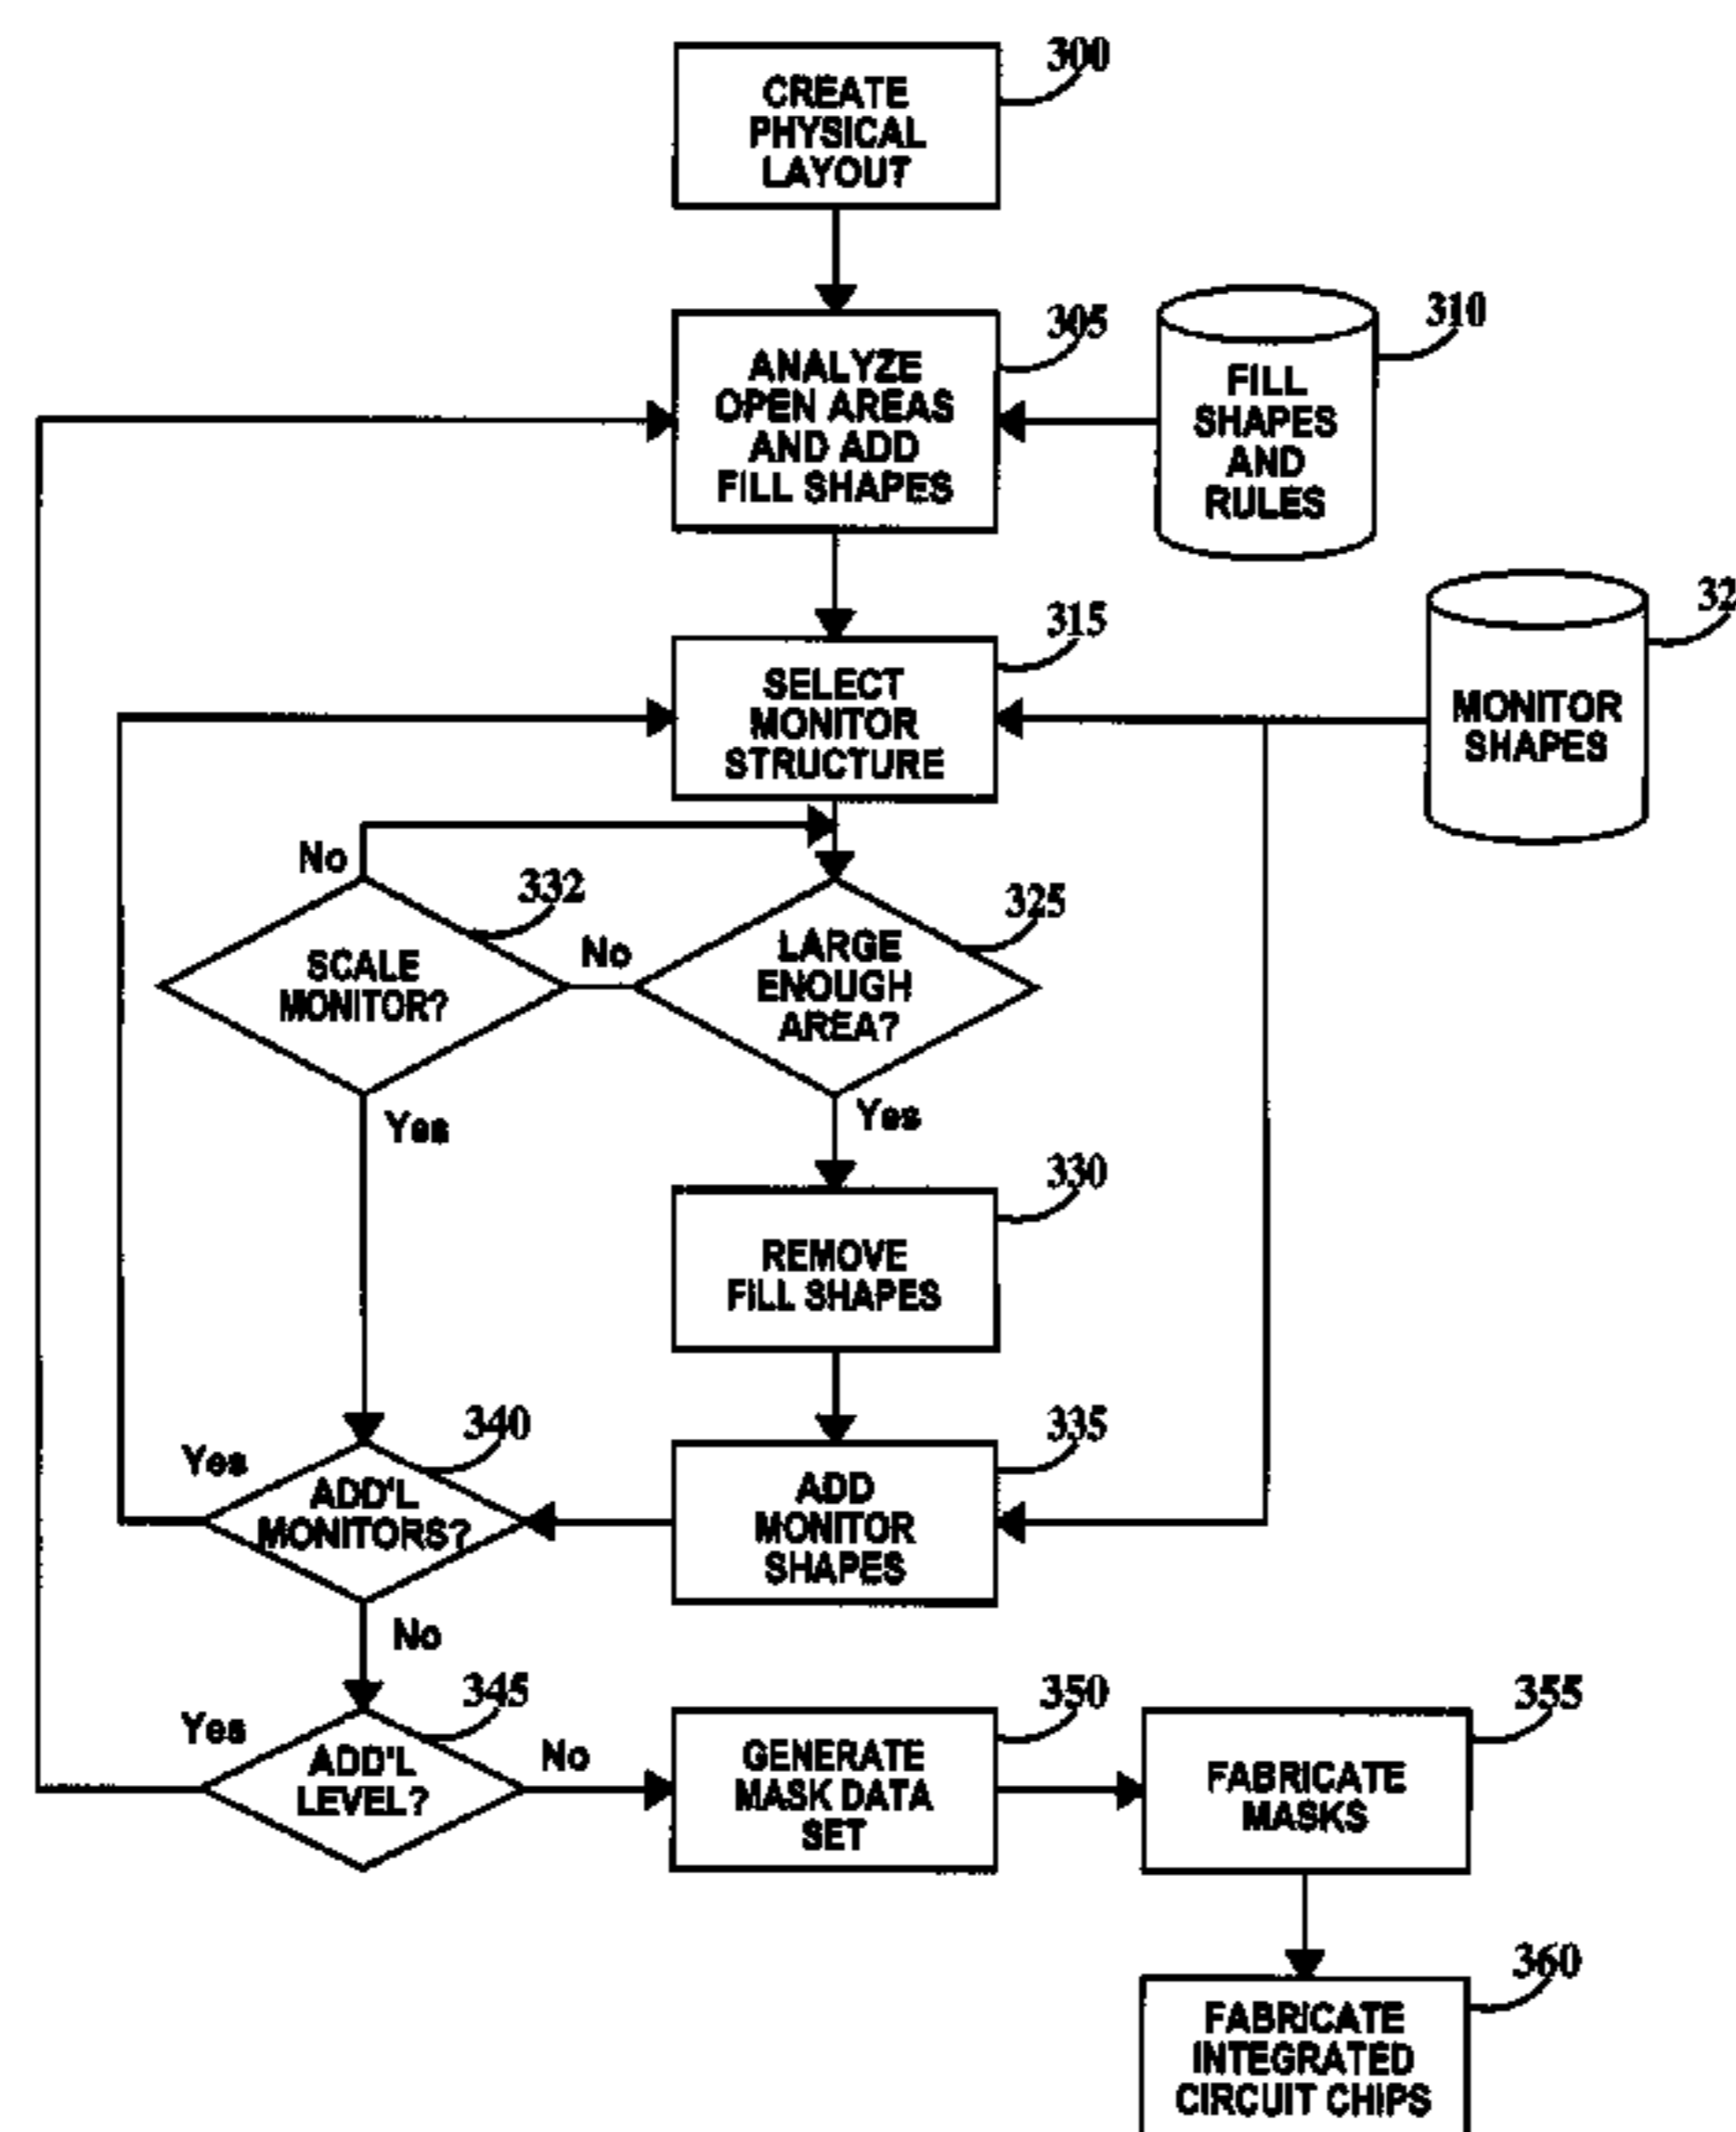 300
CREATE
PHYSICAL
LAYOUT
305
ANALYZE
OPEN AREAS
AND ADD
FILL SHAPES
310
FILL
SHAPES
AND
RULES
315
SELECT
MONITOR
STRUCTURE
32
MONITOR
SHAPES
No
332
SCALE
MONITOR?
No
325
LARGE
ENOUGH
AREA?
Yes
Yes
330
REMOVE
FILL SHAPES
340
Yes
ADD'L
MONITORS?
335
ADD
MONITOR
SHAPES
No
345
Yes
ADD'L
LEVEL?
No
350
GENERATE
MASK DATA
SET
355
FABRICATE
MASKS
360
FABRICATE
INTEGRATED
CIRCUIT CHIPS